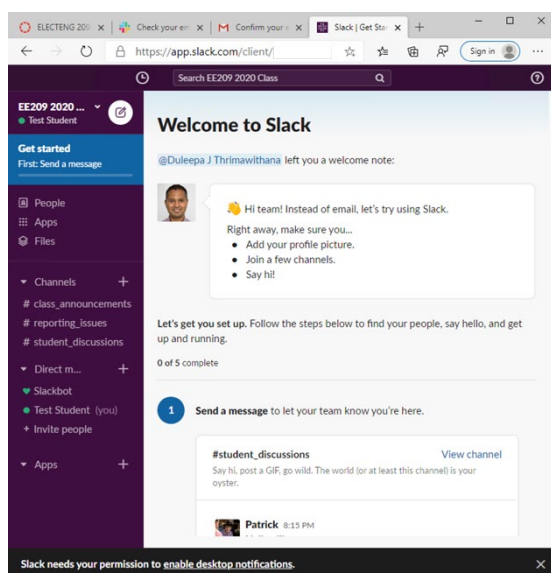 ELECTENG 209
Check your em
Confirm your e
Slack | Get Star
https://app.slack.com/client/
Sign in
Search EE209 2020 Class
EE209 2020 ...
Test Student
Get started
First: Send a message
People
Apps
Files
Channels
# class_announcements
# reporting_issues
# student_discussions
Direct m...
Slackbot
Test Student (you)
+ Invite people
Apps
Welcome to Slack
@Duleepa J Thrimawithana left you a welcome note:
Hi team! Instead of email, let's try using Slack.
Right away, make sure you...
• Add your profile picture.
• Join a few channels.
• Say hi!
Let's get you set up. Follow the steps below to find your people, say hello, and get
up and running.
0 of 5 complete
1 Send a message to let your team know you're here.
#student_discussions View channel
Say hi, post a GIF, go wild. The world (or at least this channel) is your
oyster.
Patrick 8:15 PM
Slack needs your permission to enable desktop notifications.